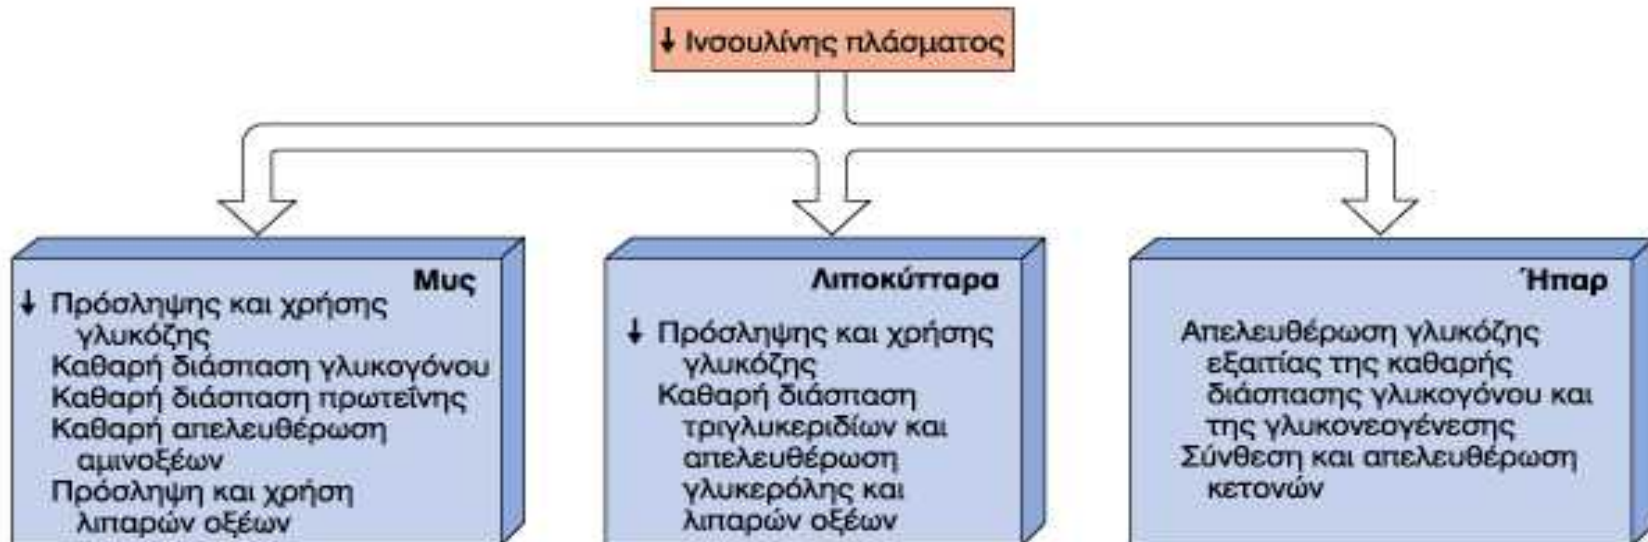 ↓ Ινσουλίνης πλάσματος
Μυς
↓ Πρόσληψης και χρήσης
γλυκόζης
Καθαρή διάσπαση γλυκογόνου
Καθαρή διάσπαση πρωτεΐνης
Καθαρή απελευθέρωση
αμινοξέων
Πρόσληψη και χρήση
λιπαρών οξέων
Λιποκύτταρα
↓ Πρόσληψης και χρήσης
γλυκόζης
Καθαρή διάσπαση
τριγλυκεριδίων και
απελευθέρωση
γλυκερόλης και
λιπαρών οξέων
Ήπαρ
Απελευθέρωση γλυκόζης
εξαιτίας της καθαρής
διάσπασης γλυκογόνου και
της γλυκονεογένεσης
Σύνθεση και απελευθέρωση
κετονών